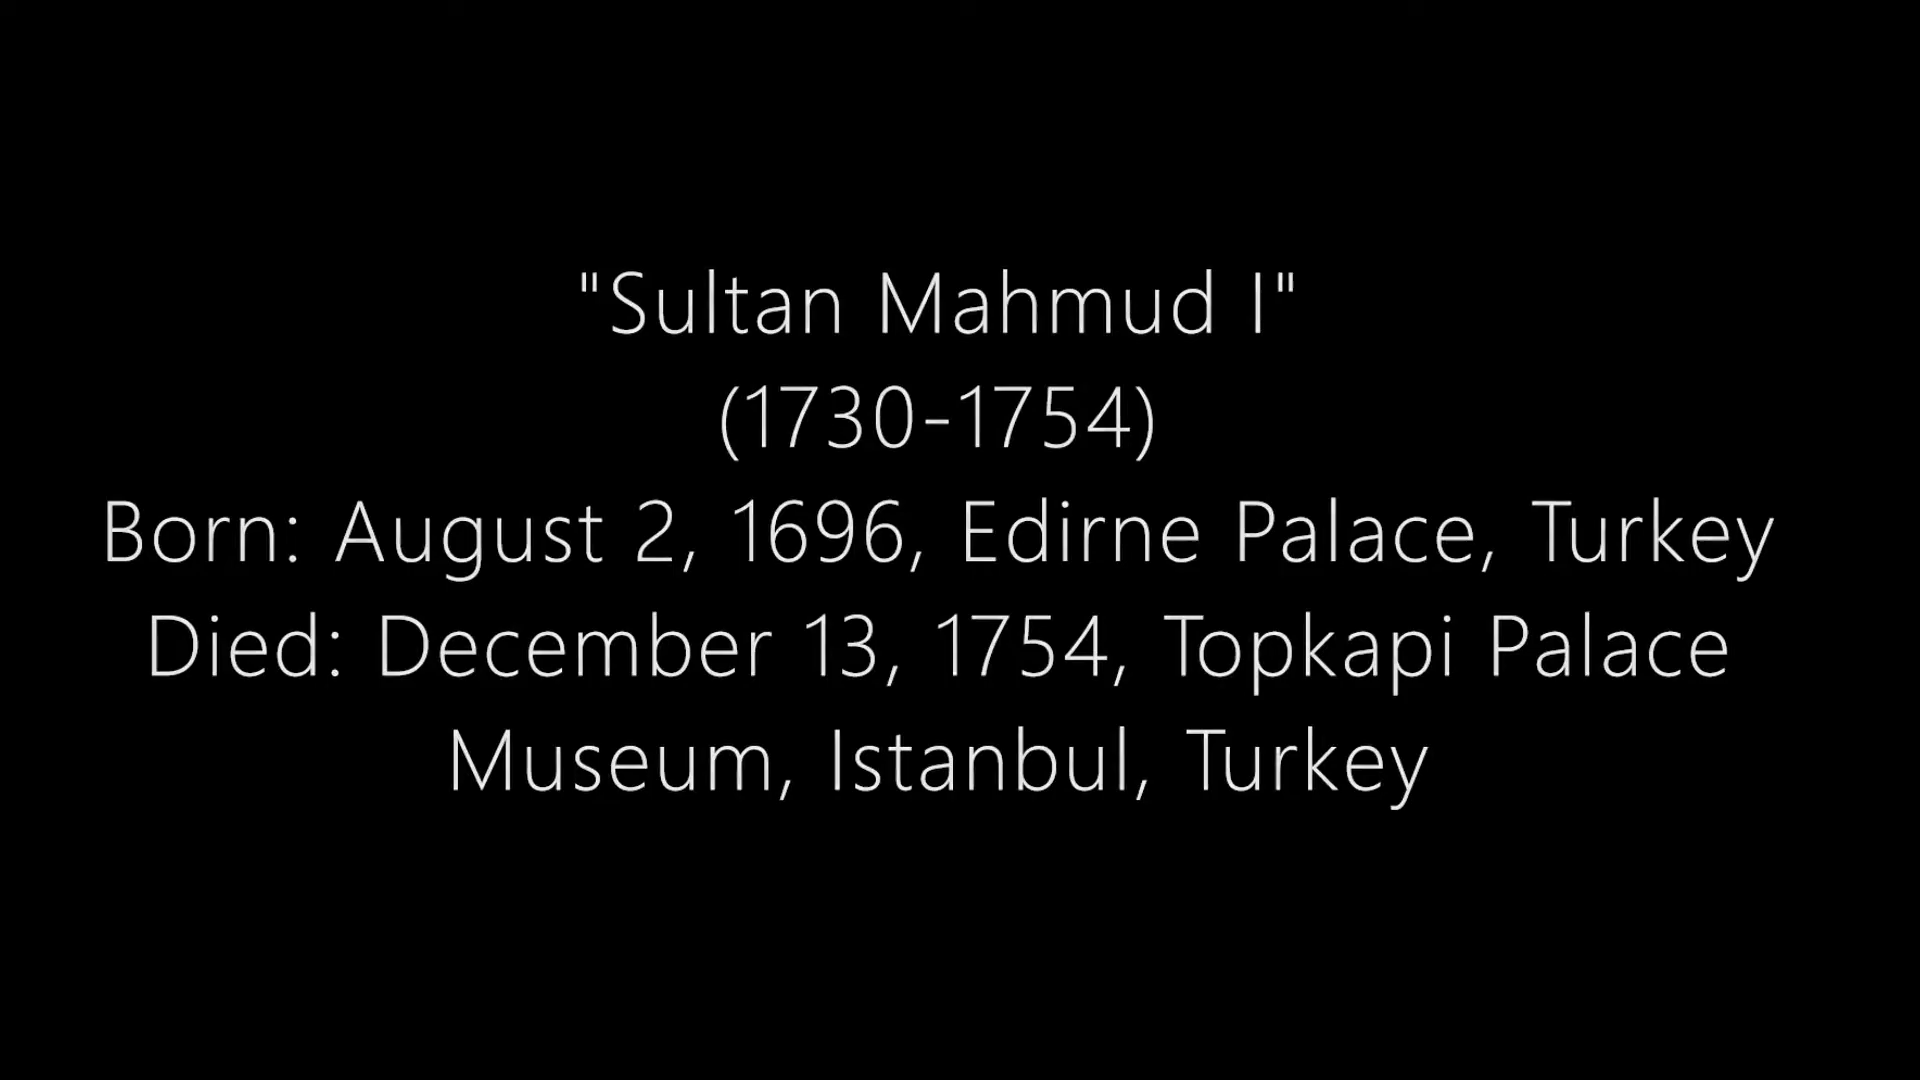 "Sultan Mahmud I"
(1730-1754)
Born: August 2, 1696, Edirne Palace, Turkey
Died: December 13, 1754, Topkapi Palace
Museum, Istanbul, Turkey